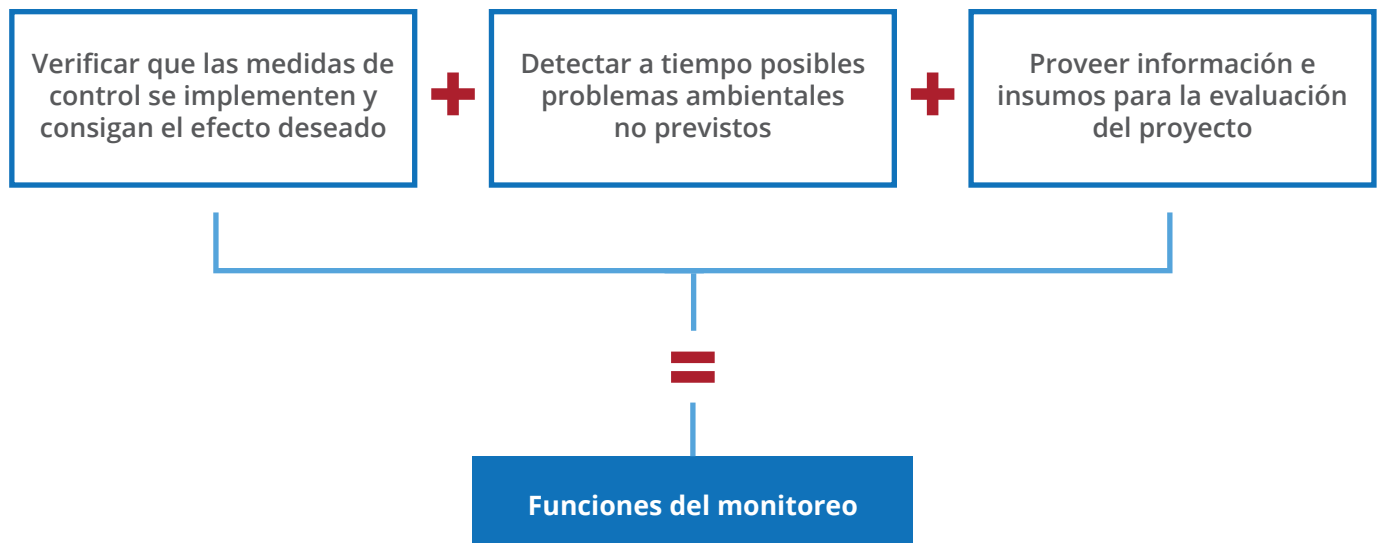 Verificar que las medidas de
control se implementen y
consigan el efecto deseado
+
Detectar a tiempo posibles
problemas ambientales
no previstos
+
Proveer información e
insumos para la evaluación
del proyecto
=
Funciones del monitoreo